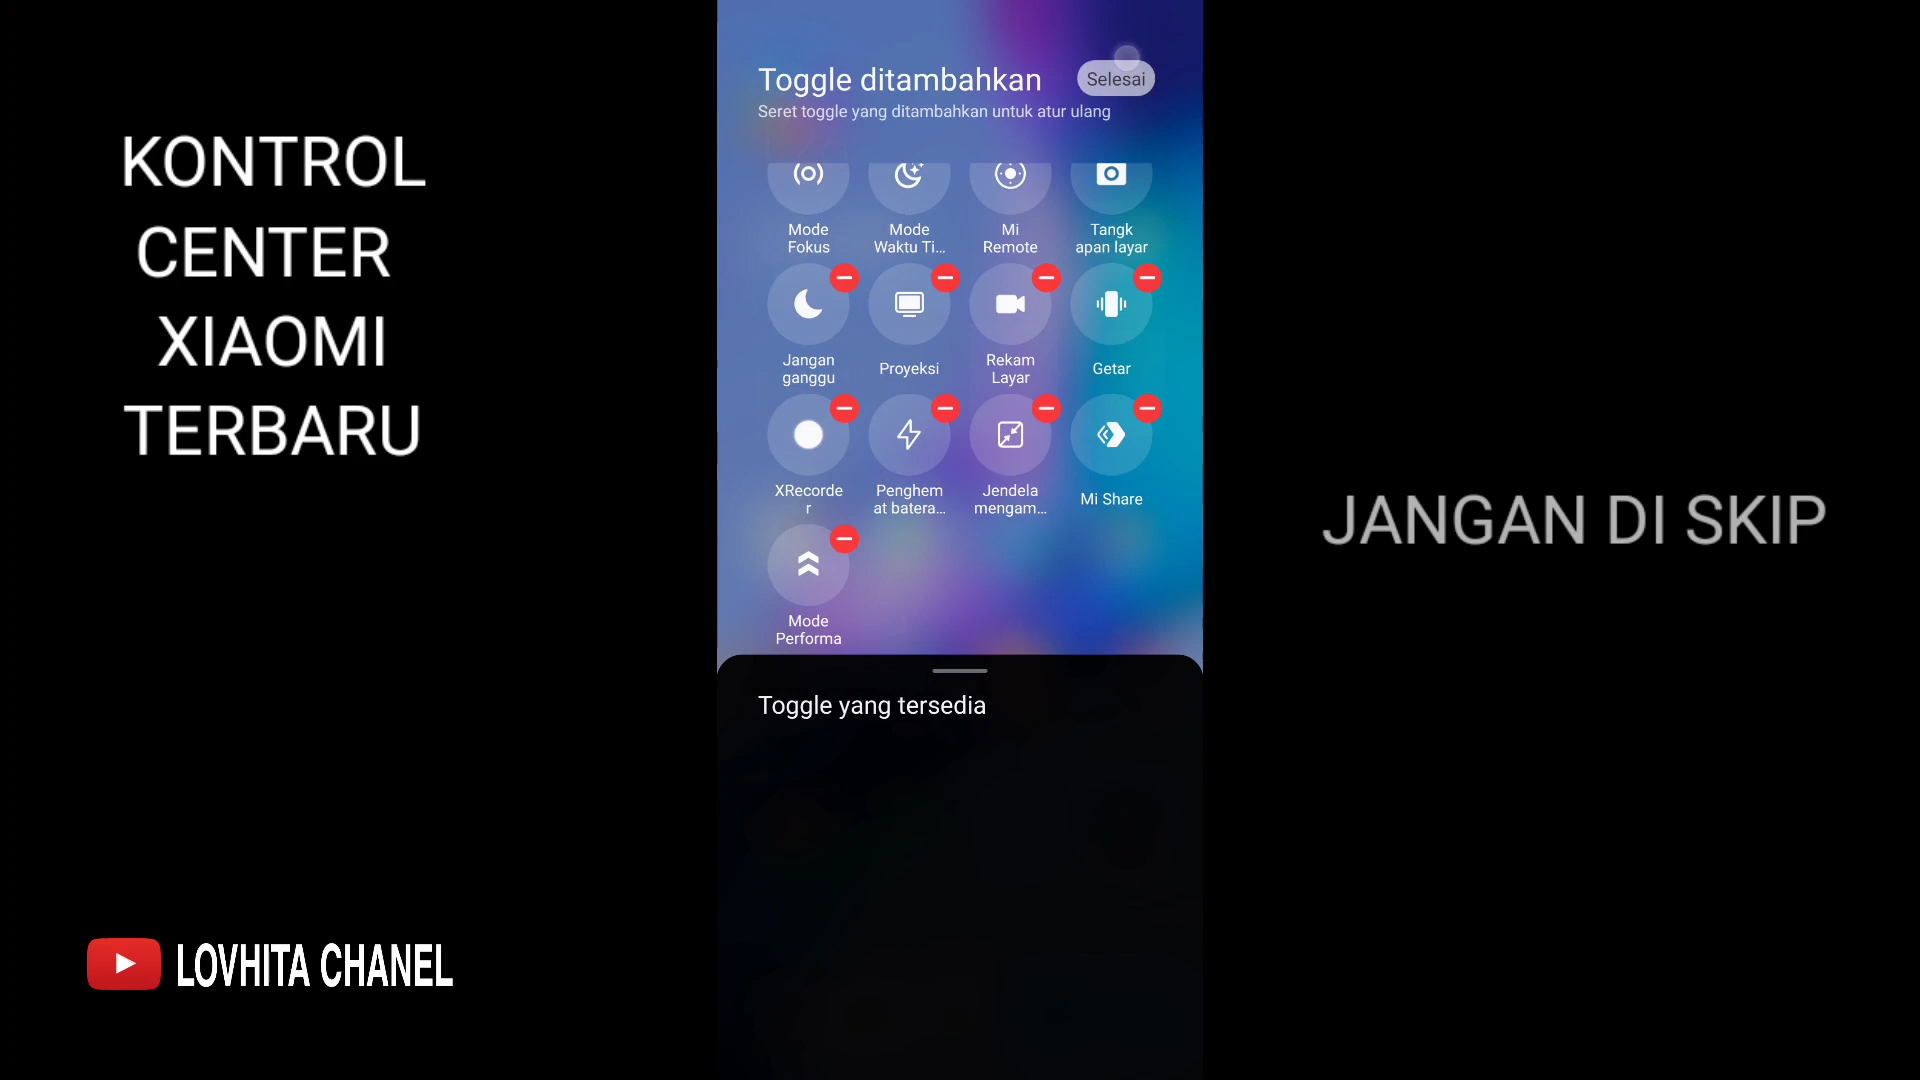 KONTROL
CENTER
XIAOMI
TERBARU
LOVHITA CHANEL
Toggle ditambahkan
Selesai
Seret toggle yang ditambahkan untuk atur ulang
Mode
Fokus
Mode
Waktu Ti...
Mi
Remote
Tangk
apan layar
Jangan
ganggu
Proyeksi
Rekam
Layar
Getar
XRecorde
r
Penghem
at batera...
Jendela
mengam...
Mi Share
Mode
Performa
Toggle yang tersedia
JANGAN DI SKIP